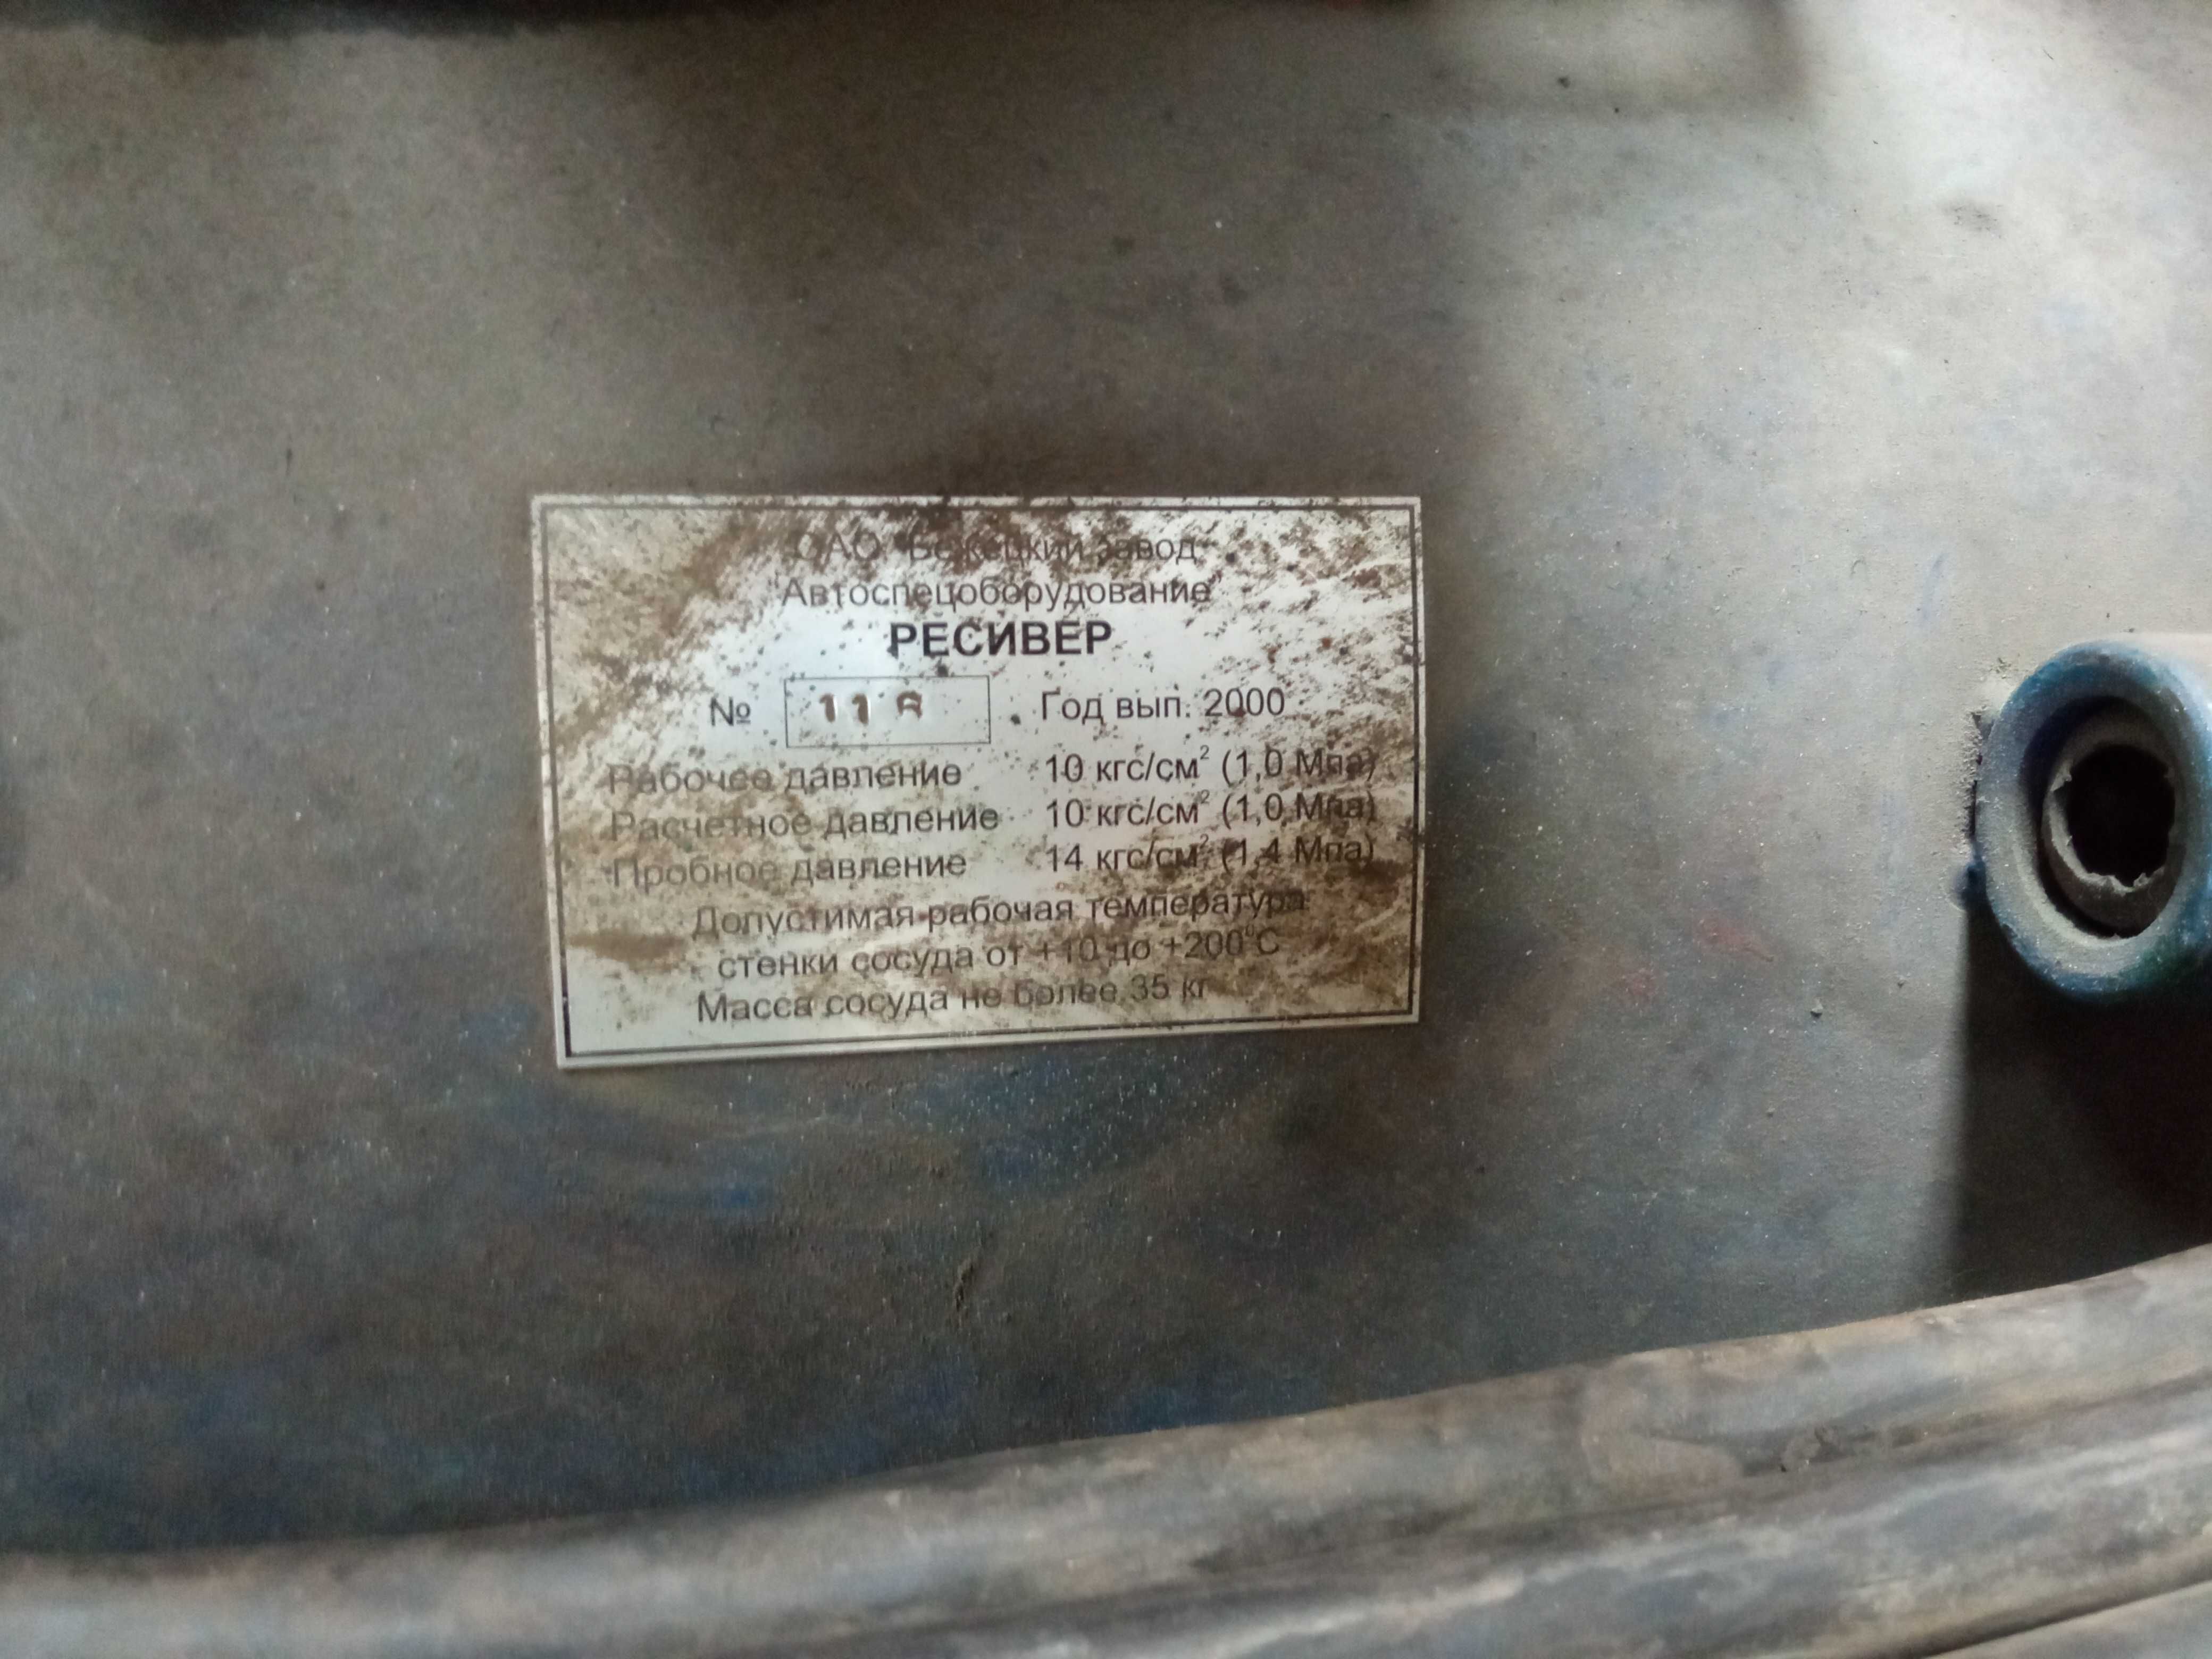 ОАО "Бежецкий завод
Автоспецоборудование
РЕСИВЕР
№ 116 Год вып. 2000
Рабочее давление 10 кгс/см² (1,0 Мпа)
Расчетное давление 10 кгс/см² (1,0 Мпа)
Пробное давление 14 кгс/см² (1,4 Мпа)
Допустимая рабочая температура
стенки сосуда от +10 до +200°С
Масса сосуда не более 35 кг